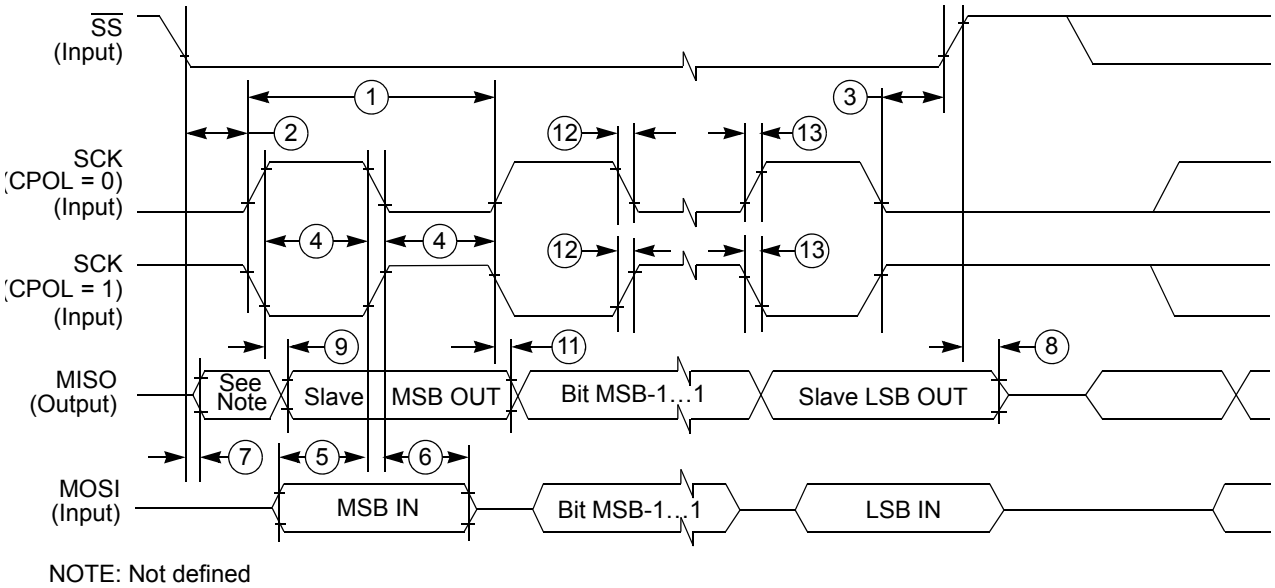 SS
(Input)
1
3
2
12
13
SCK
(CPOL = 0)
(Input)
4
4
12
13
SCK
(CPOL = 1)
(Input)
9
11
8
MISO
(Output)
See
Note
Slave
MSB OUT
Bit MSB-1…1
Slave LSB OUT
7
5
6
MOSI
(Input)
MSB IN
Bit MSB-1…1
LSB IN
NOTE: Not defined